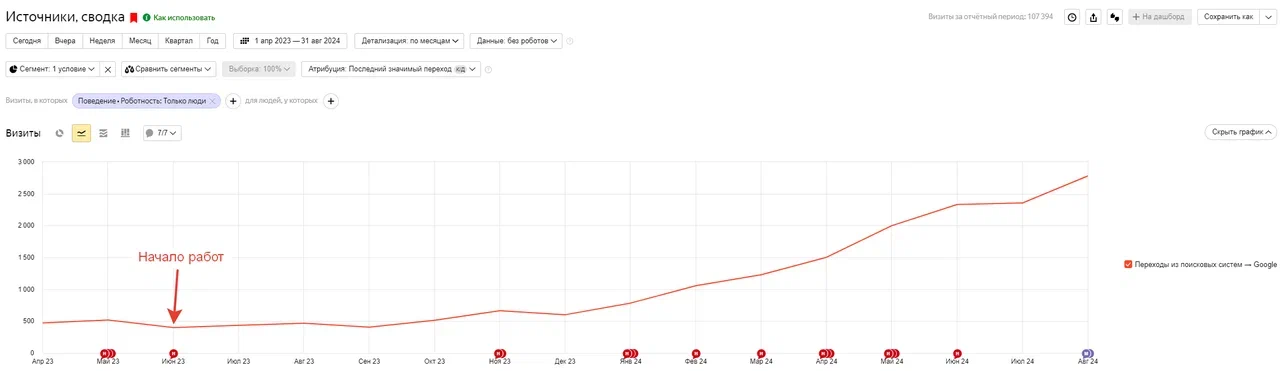 Источники, сводка Как использовать Визиты за отчётный период: 107 394 + На дашборд Сохранить как
Сегодня Вчера Неделя Месяц Квартал Год 1 апр 2023 — 31 авг 2024 Детализация: по месяцам Данные: без роботов
Сегмент: 1 условие Сравнить сегменты Выборка: 100% Атрибуция: Последний значимый переход
Визиты, в которых Поведение • Роботность: Только люди × + для людей, у которых +
Визиты 7/7 Скрыть график
3 000
2 500
2 000
1 500
1 000
500
0
Начало работ
Переходы из поисковых систем → Google
Апр 23 Май 23 Июн 23 Июл 23 Авг 23 Сен 23 Окт 23 Ноя 23 Дек 23 Янв 24 Фев 24 Мар 24 Апр 24 Май 24 Июн 24 Июл 24 Авг 24